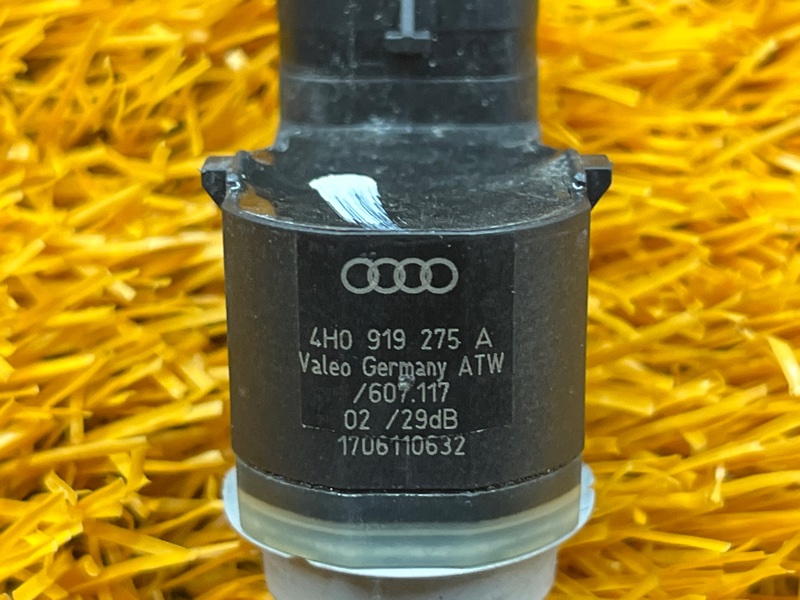 4H0 919 275 A
Valeo Germany ATW
/607.117
02 /29dB
1706110632